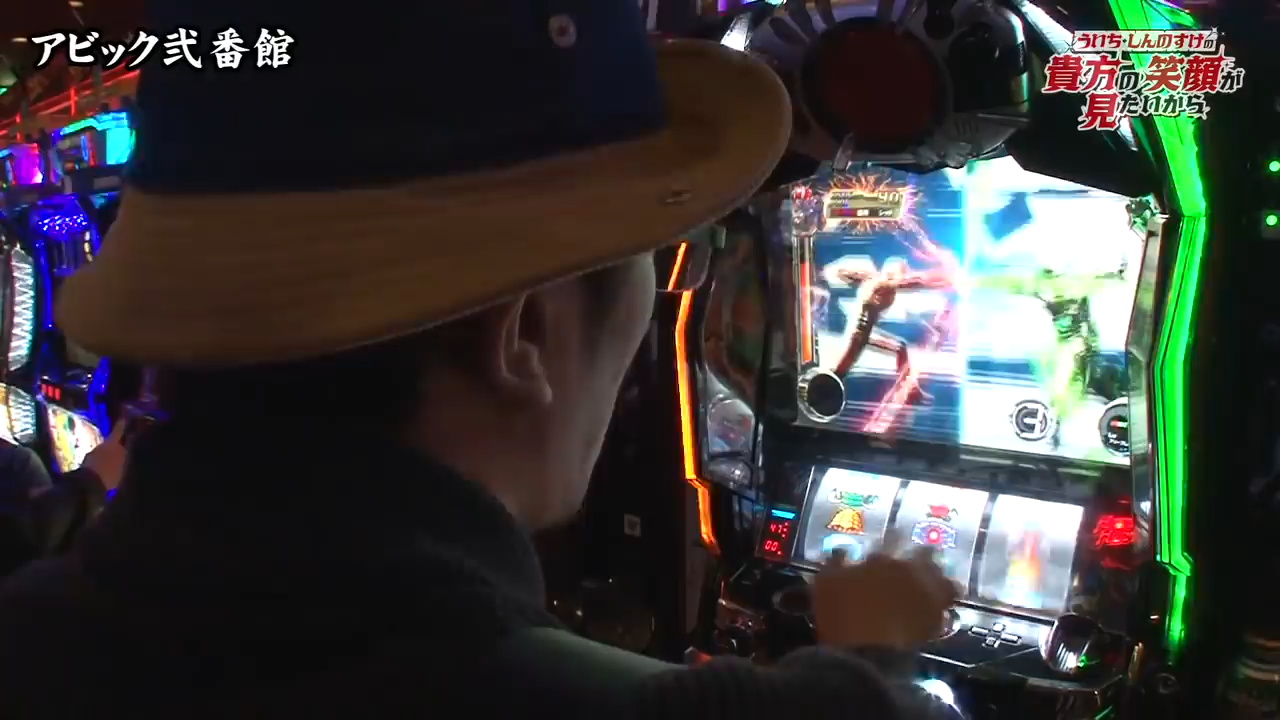 アビック弐番館
ういち・しんのすけの
貴方の笑顔が
見たいから